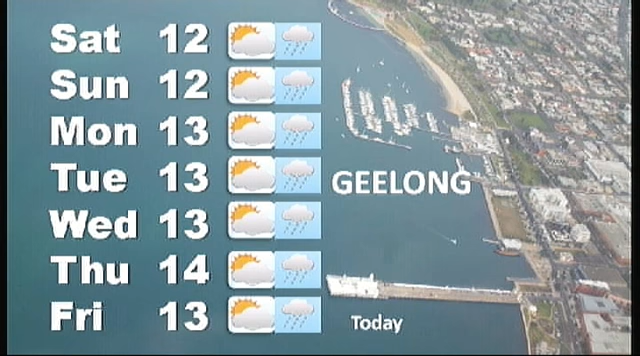 Sat 12
Sun 12
Mon 13
Tue 13
GEELONG
Wed 13
Thu 14
Fri 13
Today